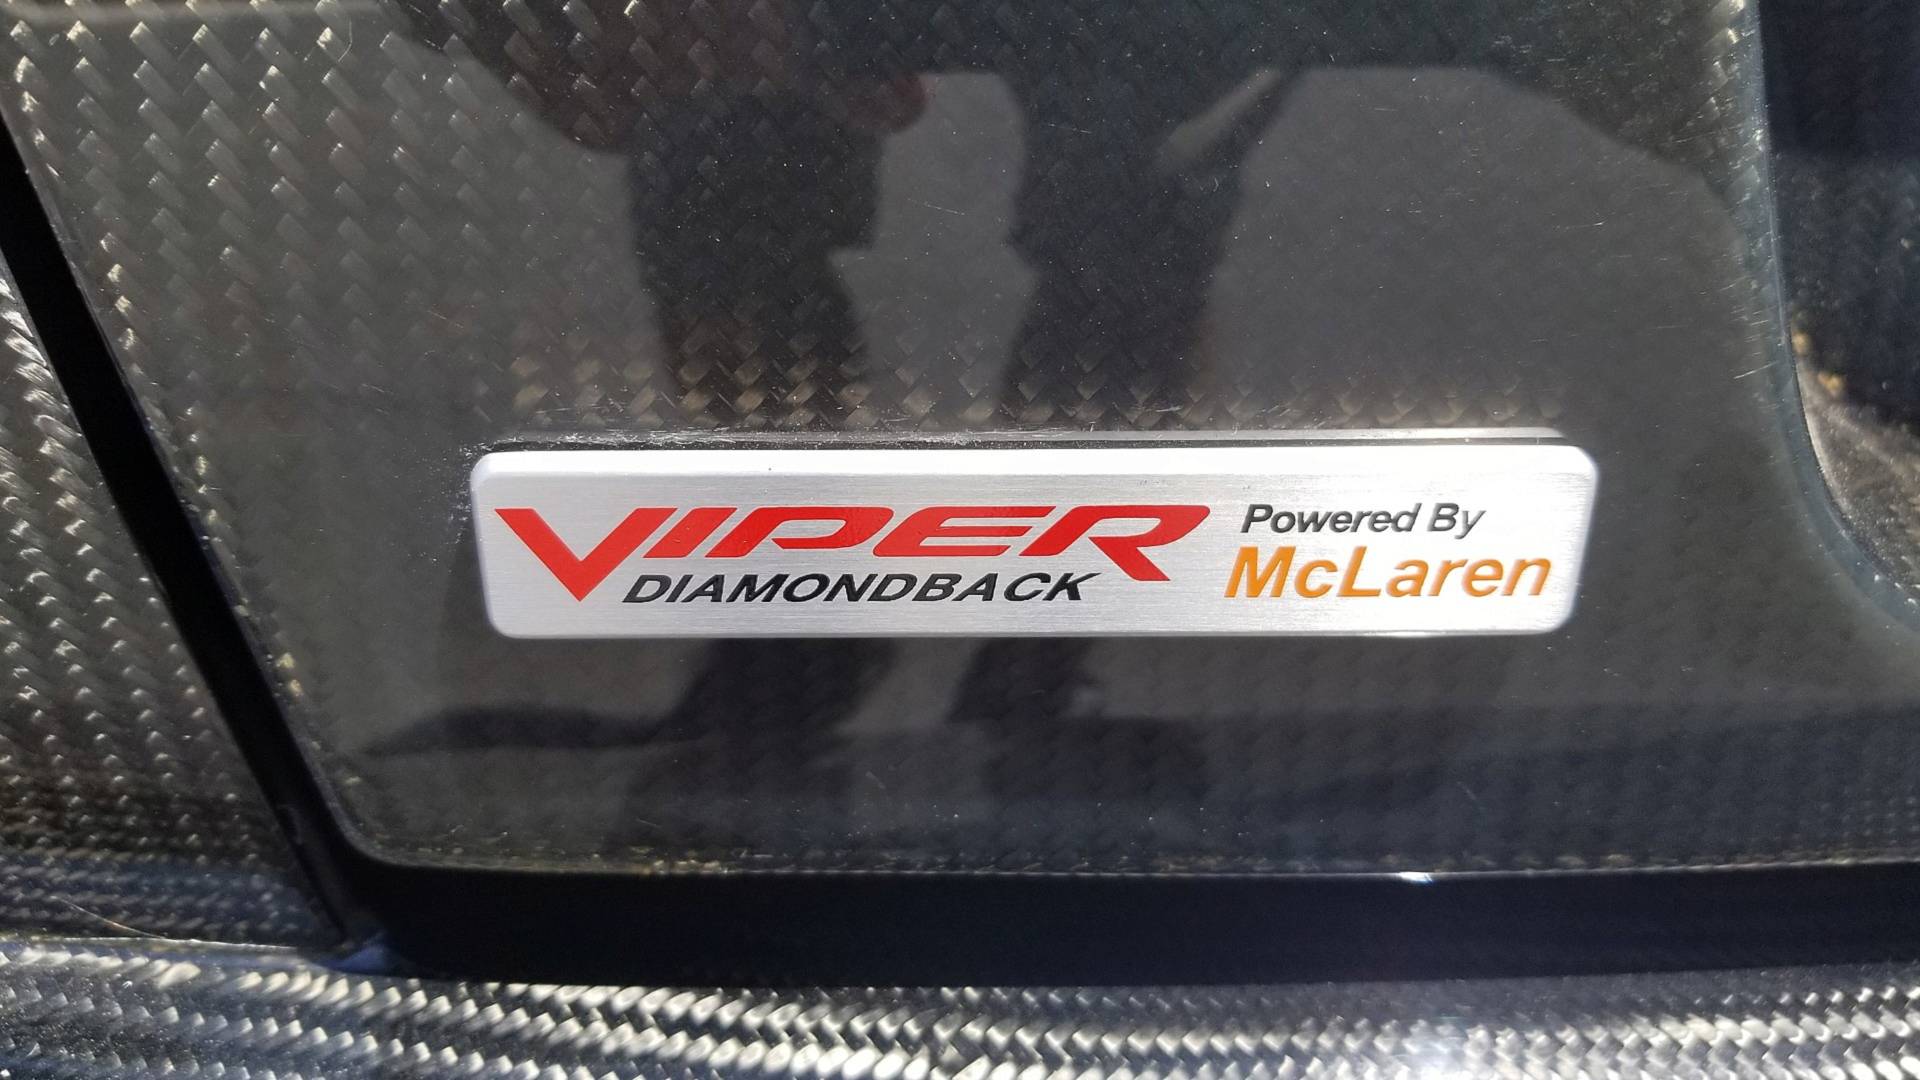 VIPER
DIAMONDBACK
Powered By
McLaren